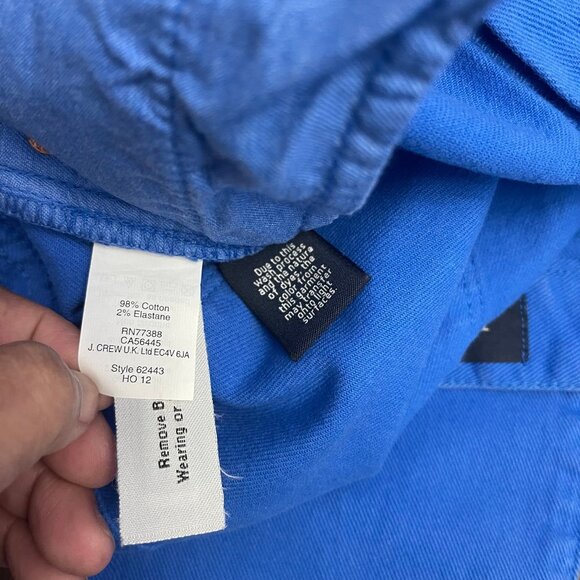 98% Cotton
2% Elastane
RN77388
CA56445
J. CREW U.K. Ltd EC4V 6JA
Style 62443
HO 12
Due to this
wash process
and the nature
of dyes, the
color from
this garment
may transfer
onto light
surfaces.
Remove B
Wearing or